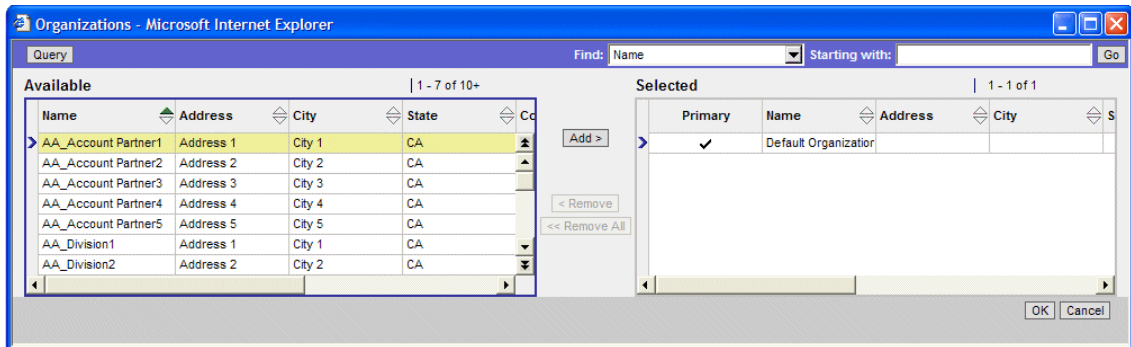 Organizations - Microsoft Internet Explorer
Query Find: Name Starting with: Go
Available 1 - 7 of 10+ Selected 1 - 1 of 1
Name Address City State Co Primary Name Address City S
AA_Account Partner1 Address 1 City 1 CA Add > Default Organization
AA_Account Partner2 Address 2 City 2 CA
AA_Account Partner3 Address 3 City 3 CA
AA_Account Partner4 Address 4 City 4 CA < Remove
AA_Account Partner5 Address 5 City 5 CA << Remove All
AA_Division1 Address 1 City 1 CA
AA_Division2 Address 2 City 2 CA
OK Cancel